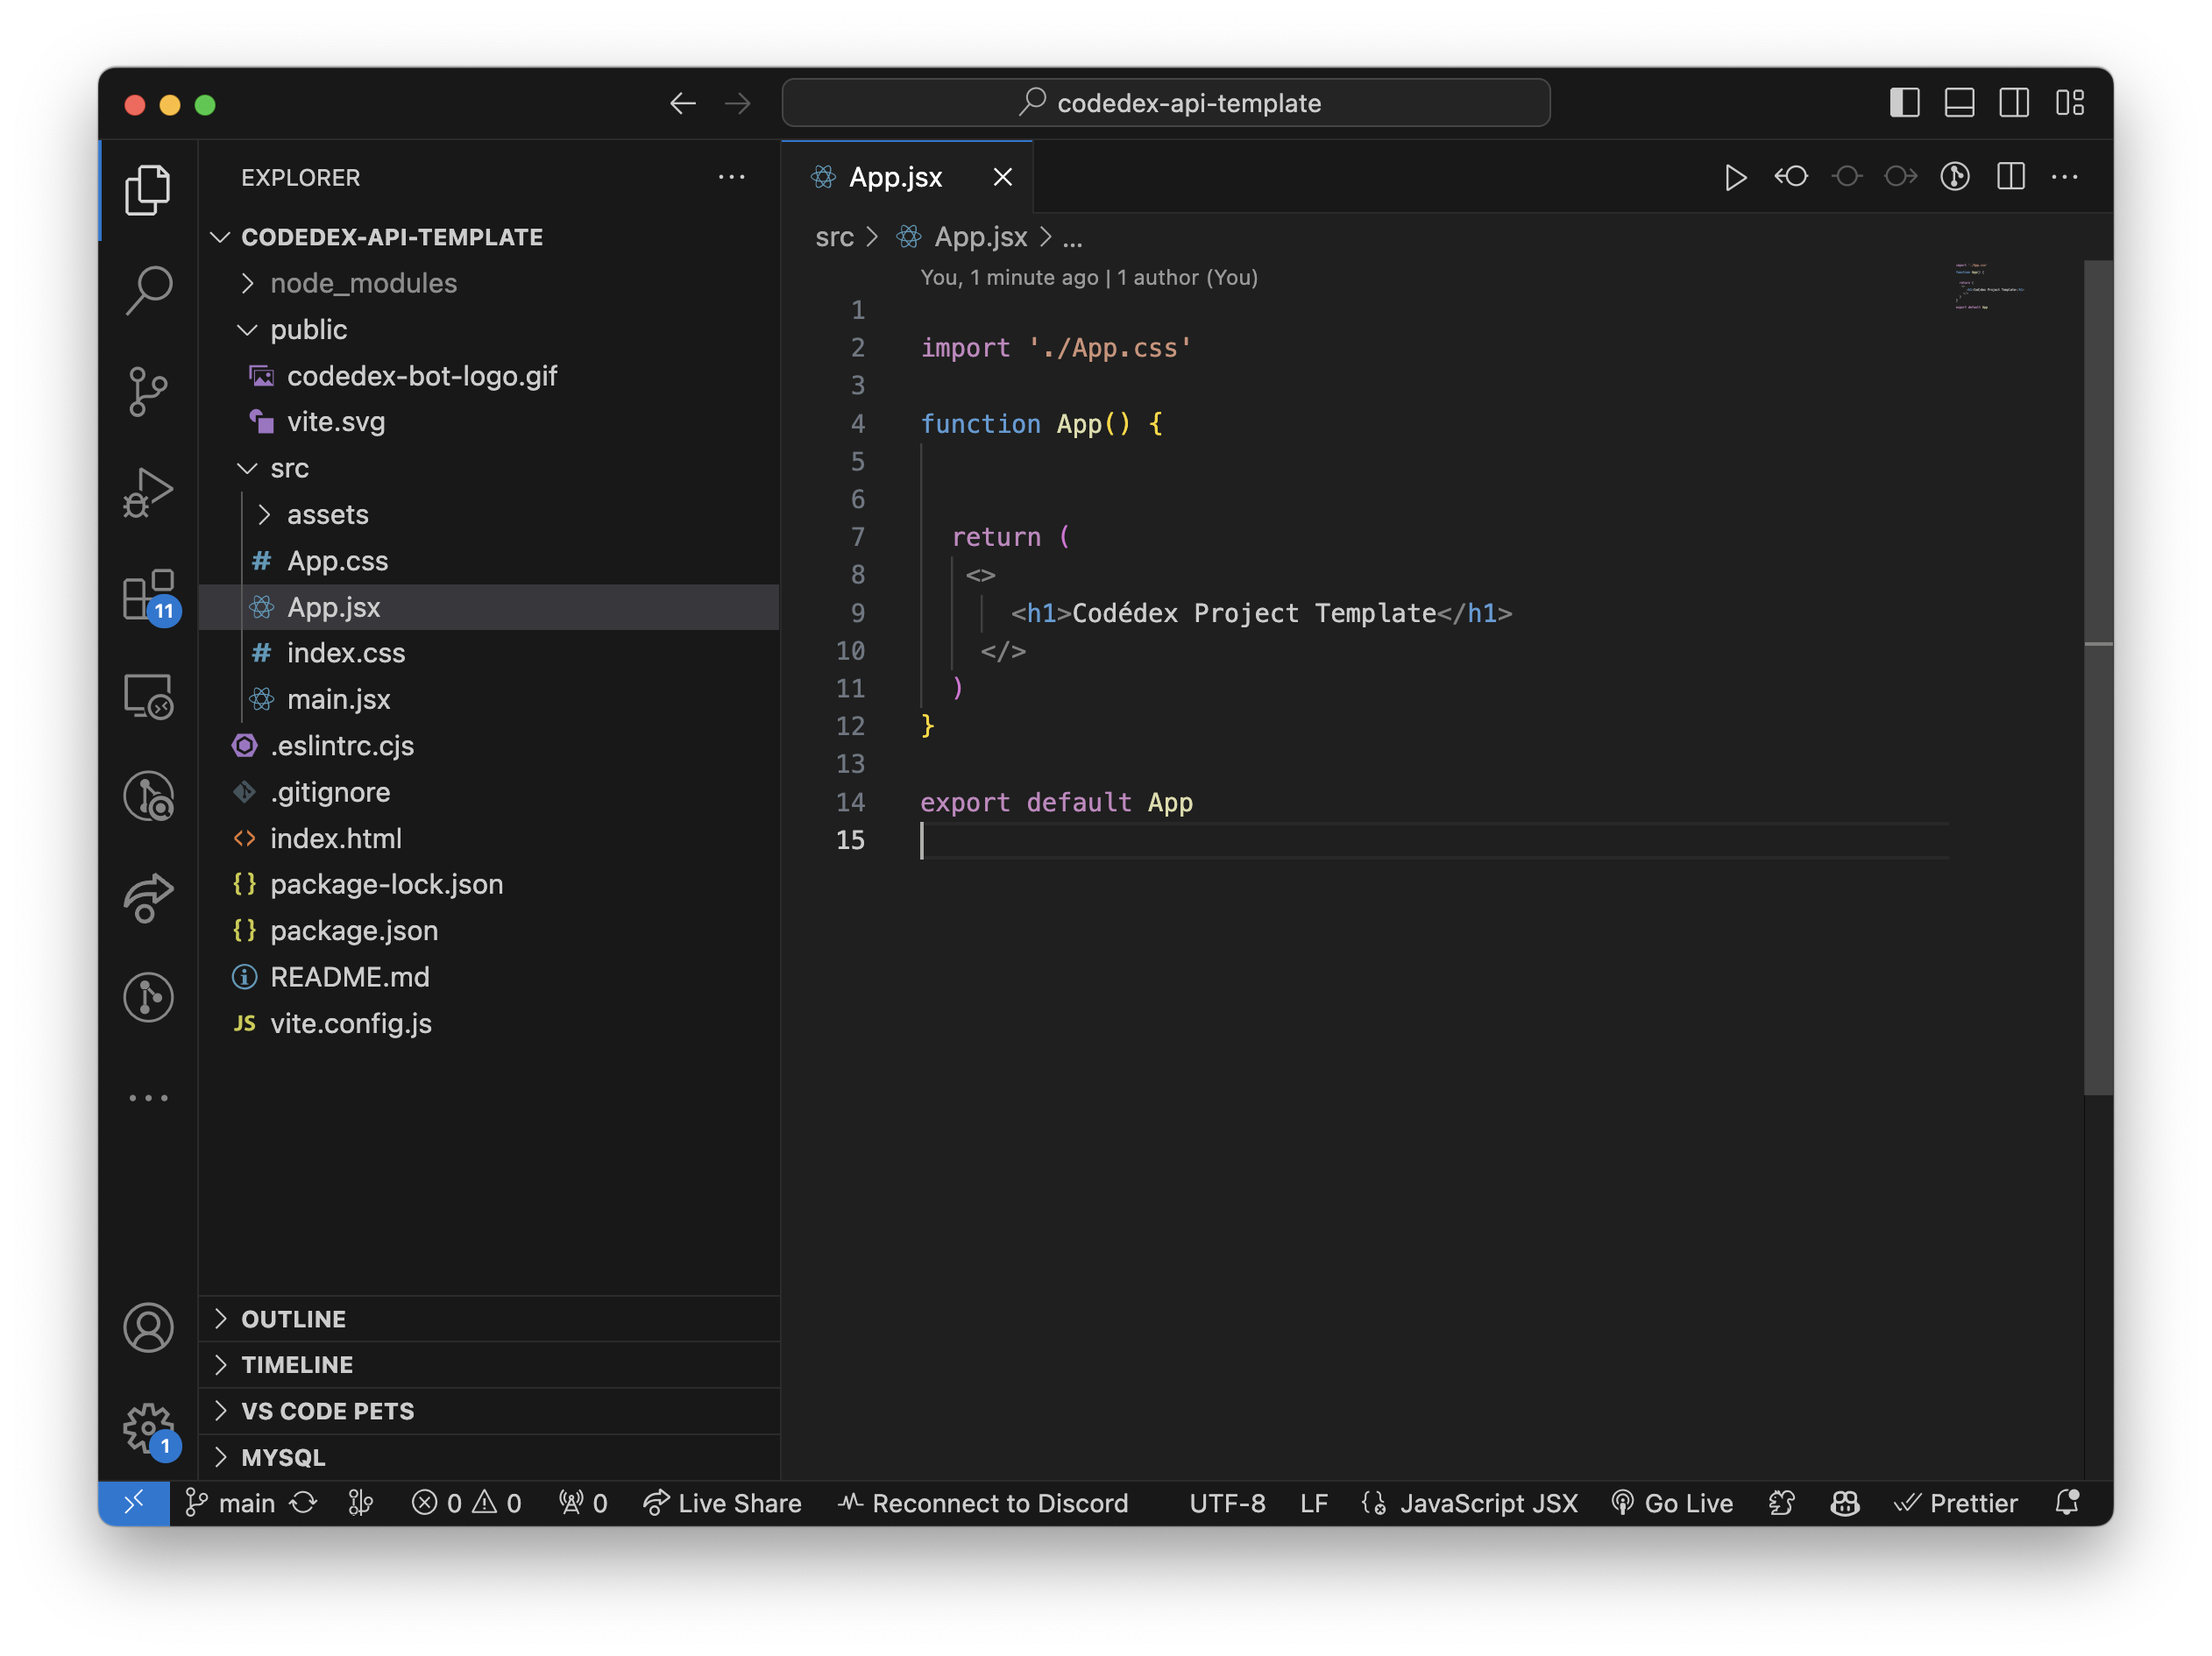 codedex-api-template
EXPLORER
CODEDEX-API-TEMPLATE
node_modules
public
codedex-bot-logo.gif
vite.svg
src
assets
# App.css
App.jsx
# index.css
main.jsx
.eslintrc.cjs
.gitignore
<> index.html
{} package-lock.json
{} package.json
README.md
JS vite.config.js
11
1
OUTLINE
TIMELINE
VS CODE PETS
MYSQL
App.jsx
src > App.jsx > ...
You, 1 minute ago | 1 author (You)
1
2 import './App.css'
3
4 function App() {
5
6
7 return (
8 <>
9 <h1>Codédex Project Template</h1>
10 </>
11 )
12 }
13
14 export default App
15
main 0 0 0 Live Share Reconnect to Discord UTF-8 LF JavaScript JSX Go Live Prettier